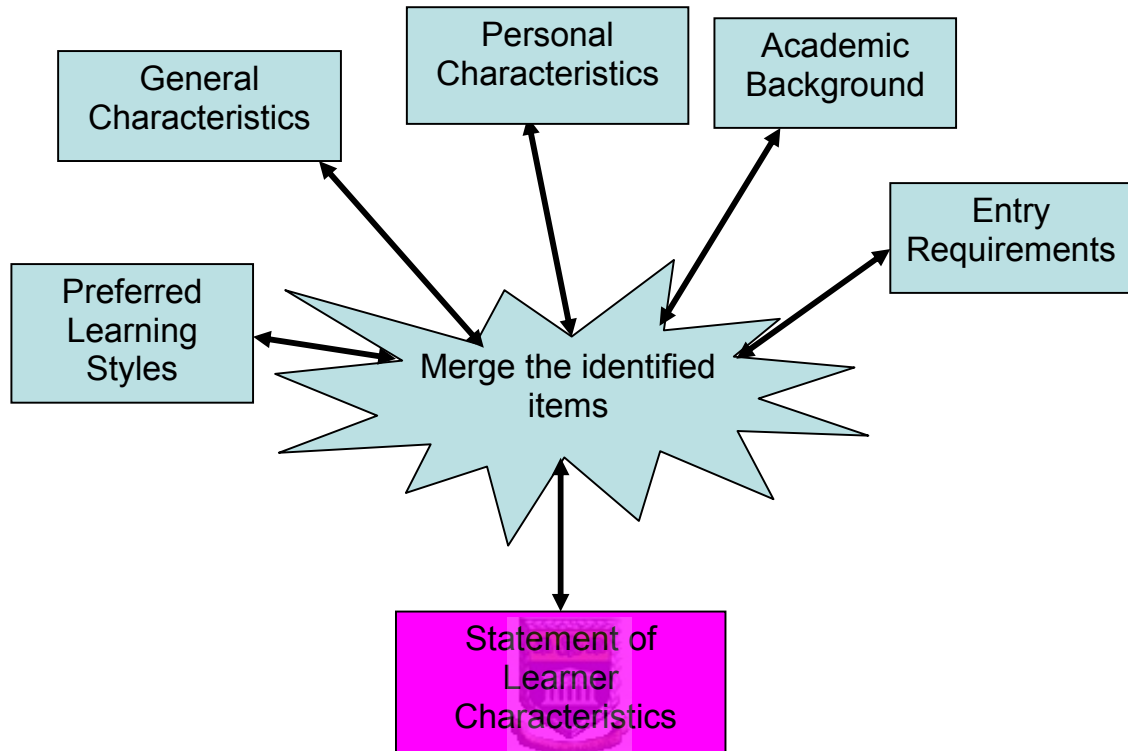 General
Characteristics
Personal
Characteristics
Academic
Background
Entry
Requirements
Preferred
Learning
Styles
Merge the identified
items
Statement of
Learner
Characteristics